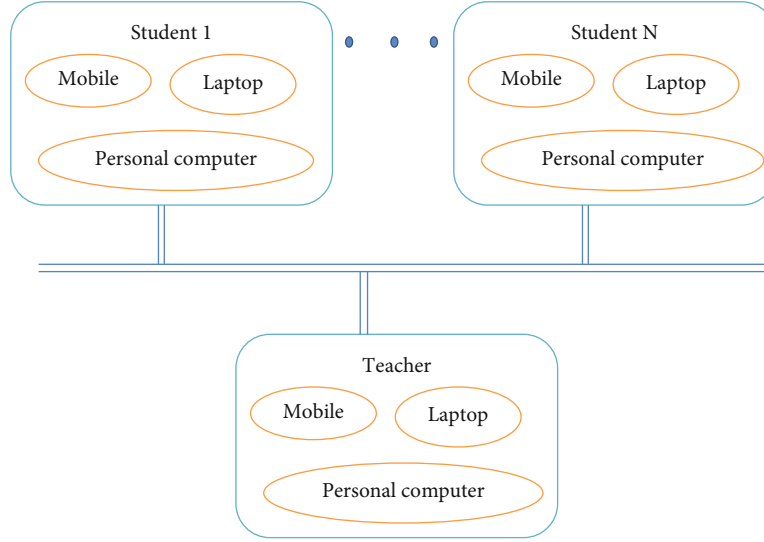 Student 1
Mobile
Laptop
Personal computer
Student N
Mobile
Laptop
Personal computer
Teacher
Mobile
Laptop
Personal computer